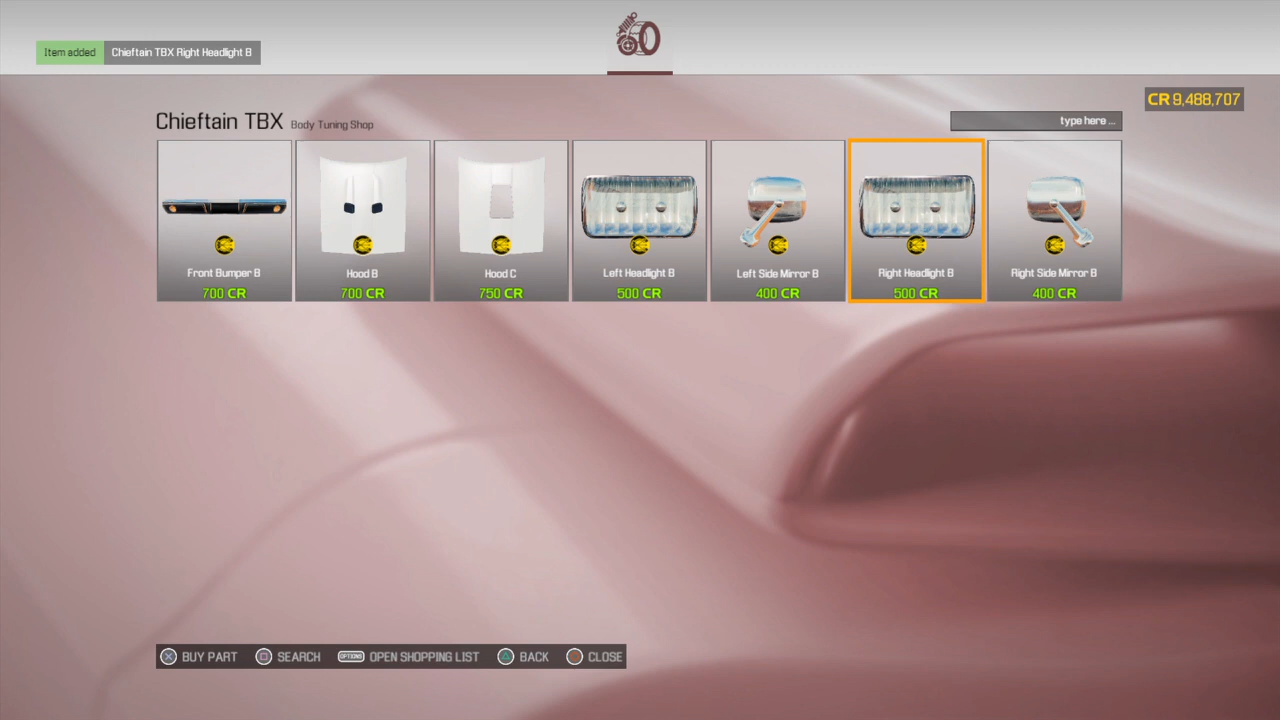 Item added Chieftain TBX Right Headlight B
CR 9,488,707
Chieftain TBX Body Tuning Shop
type here ...
Front Bumper B
700 CR
Hood B
700 CR
Hood C
750 CR
Left Headlight B
500 CR
Left Side Mirror B
400 CR
Right Headlight B
500 CR
Right Side Mirror B
400 CR
BUY PART SEARCH OPTIONS OPEN SHOPPING LIST BACK CLOSE